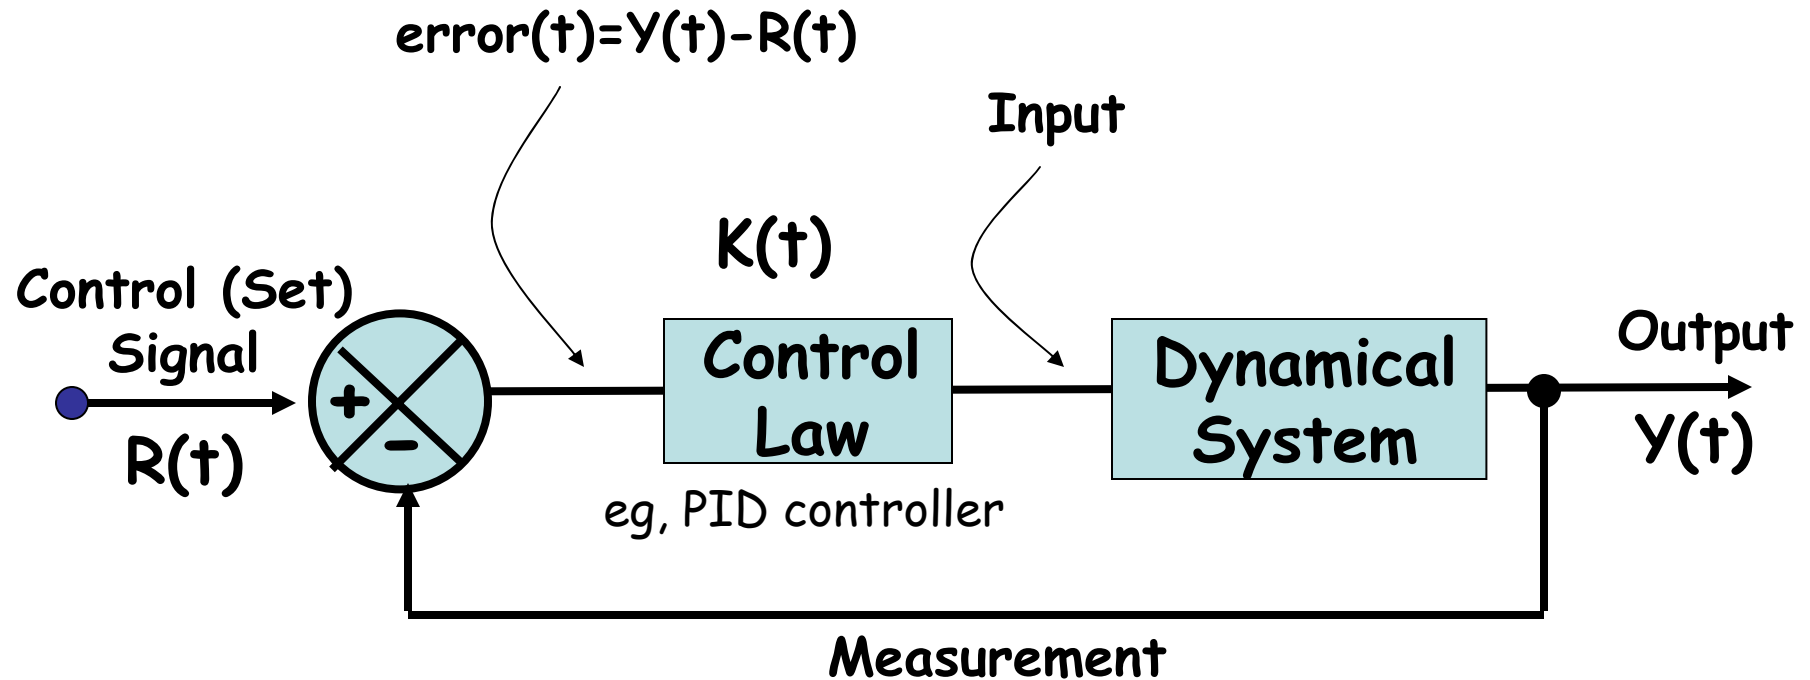 error(t)=Y(t)-R(t)
Input
K(t)
Control (Set)
Signal
R(t)
+
-
Control
Law
eg, PID controller
Dynamical
System
Output
Y(t)
Measurement